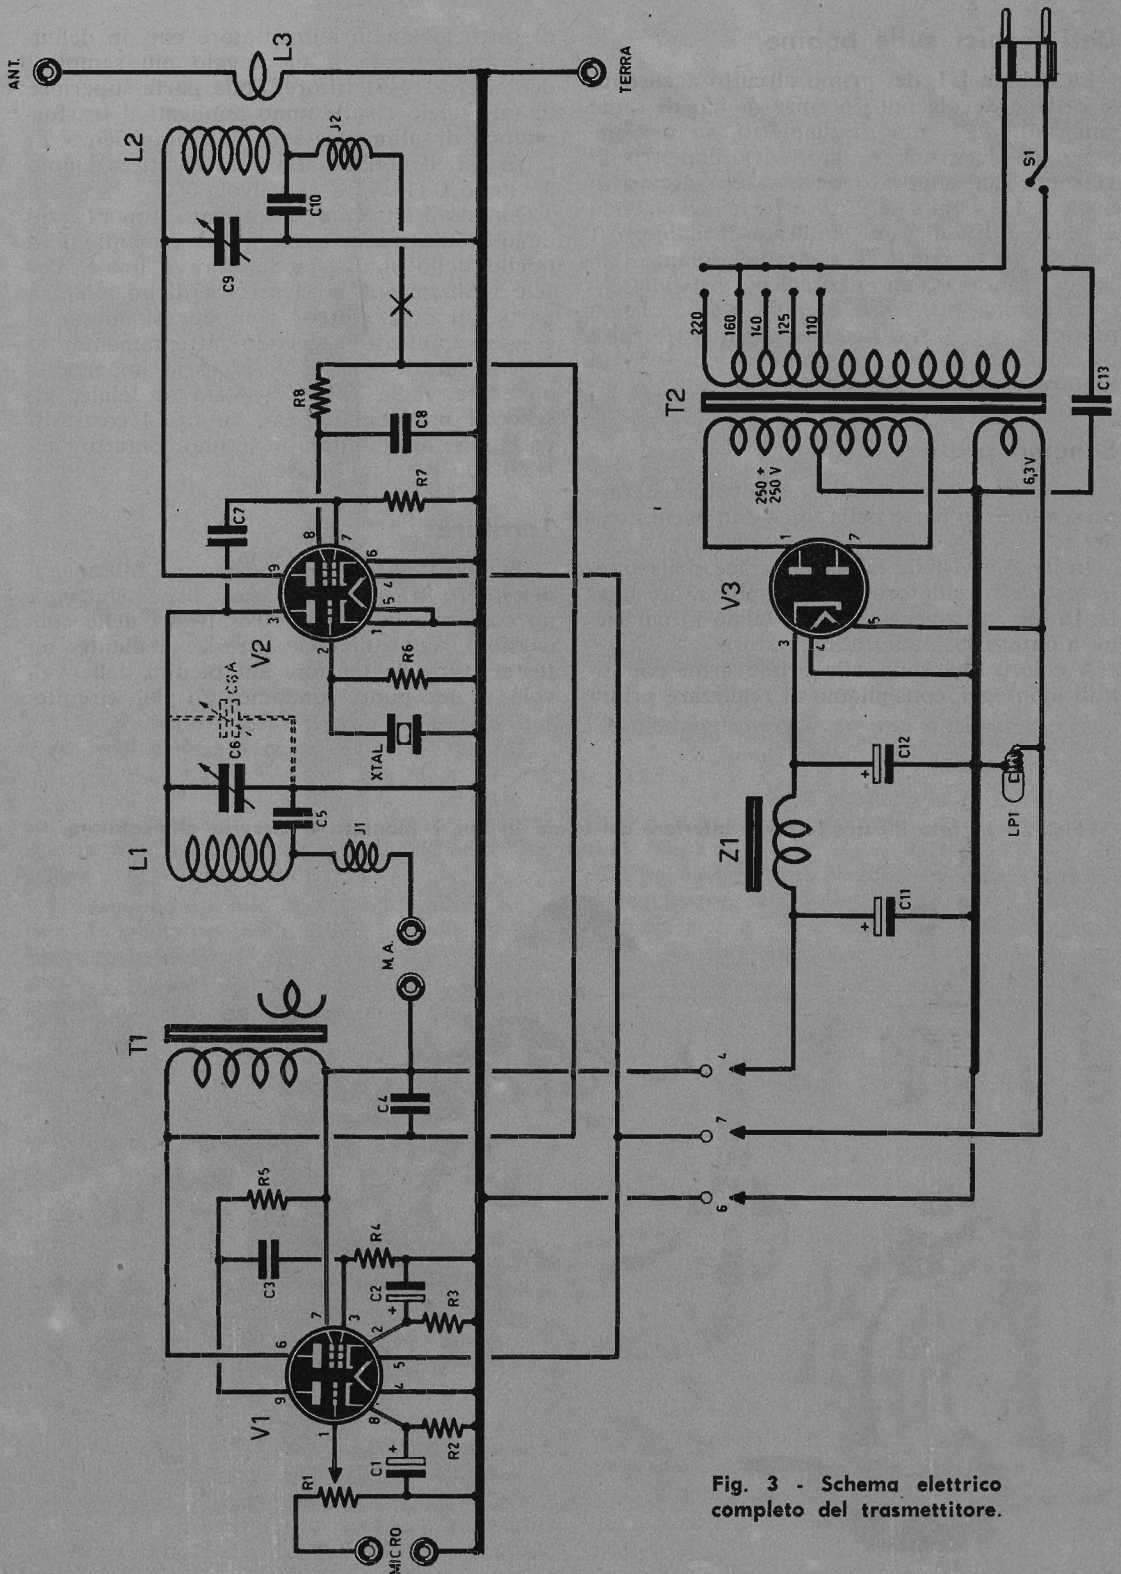 ANT.
L3
TERRA
L2
J2
C10
C9
R8
C8
R7
C7
8
7
9
6
4
5
1
3
2
V2
R6
XTAL
C6A
C6
C5
L1
J1
M.A.
T1
C4
R5
R4
C3
C2
+
R3
7
3
2
6
5
4
9
8
V1
1
R1
C1
+
R2
MICRO
S1
220
160
140
125
110
T2
C13
250 +
250 V
6,3 V
1
7
V3
3
4
5
C12
+
Z1
LP1
C11
+
4
7
6
Fig. 3 - Schema elettrico
completo del trasmettitore.